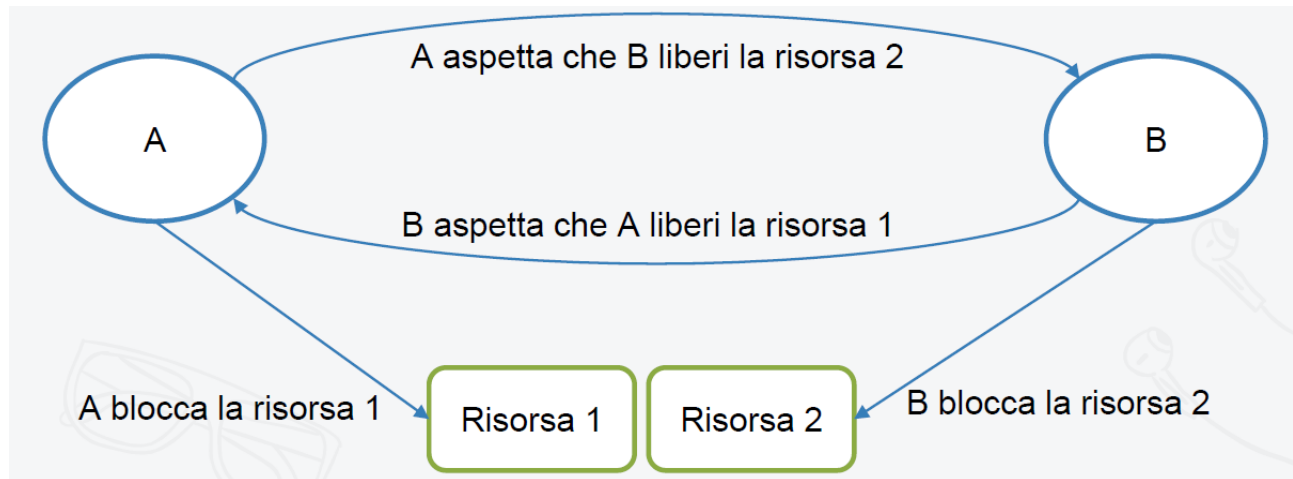 A aspetta che B liberi la risorsa 2
A
B
B aspetta che A liberi la risorsa 1
A blocca la risorsa 1
Risorsa 1
Risorsa 2
B blocca la risorsa 2